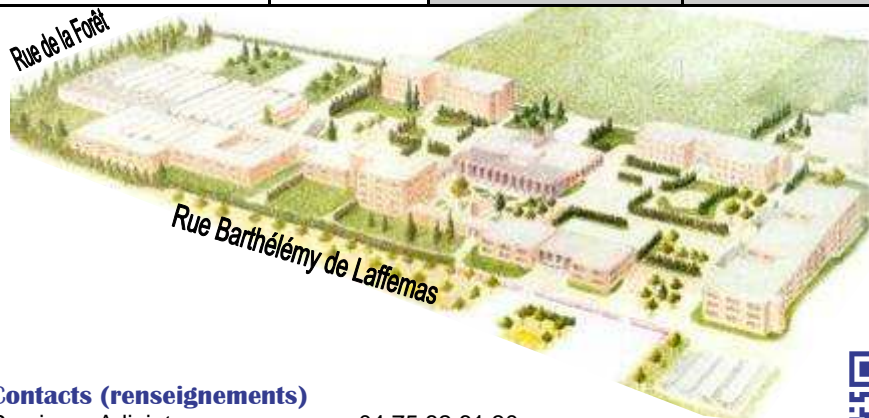 Rue de la Forêt
Rue Barthélémy de Laffemas
Contacts (renseignements)